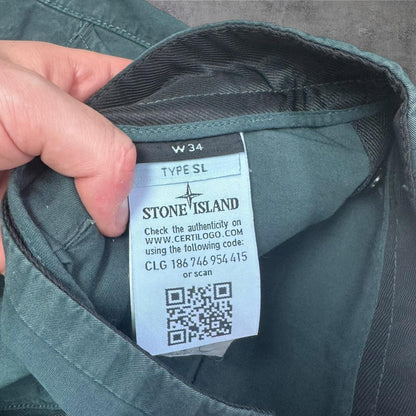 W 34
TYPE SL
STONE ISLAND
Check the authenticity on
WWW.CERTILOGO.COM
using the following code:
CLG 186 746 954 415
or scan